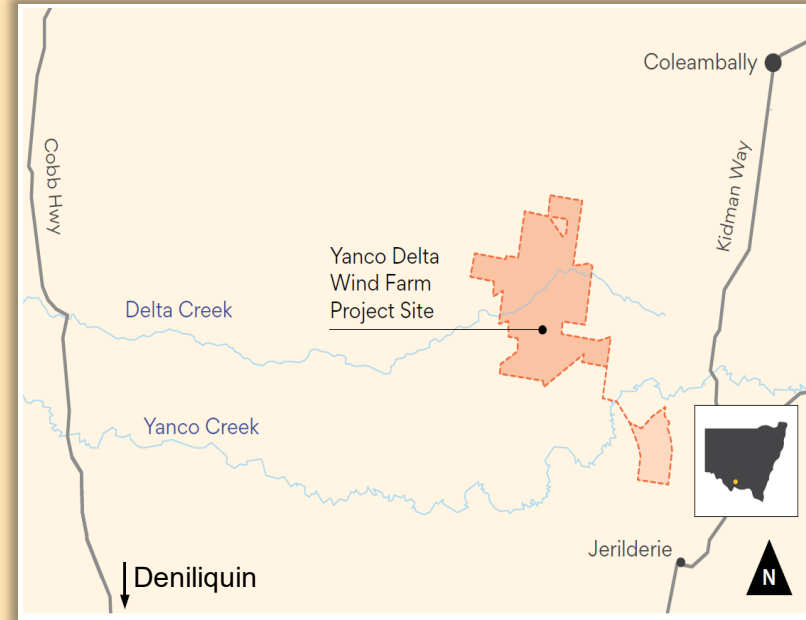 Coleambally
Cobb Hwy
Kidman Way
Yanco Delta
Wind Farm
Project Site
Delta Creek
Yanco Creek
Jerilderie
Deniliquin
N